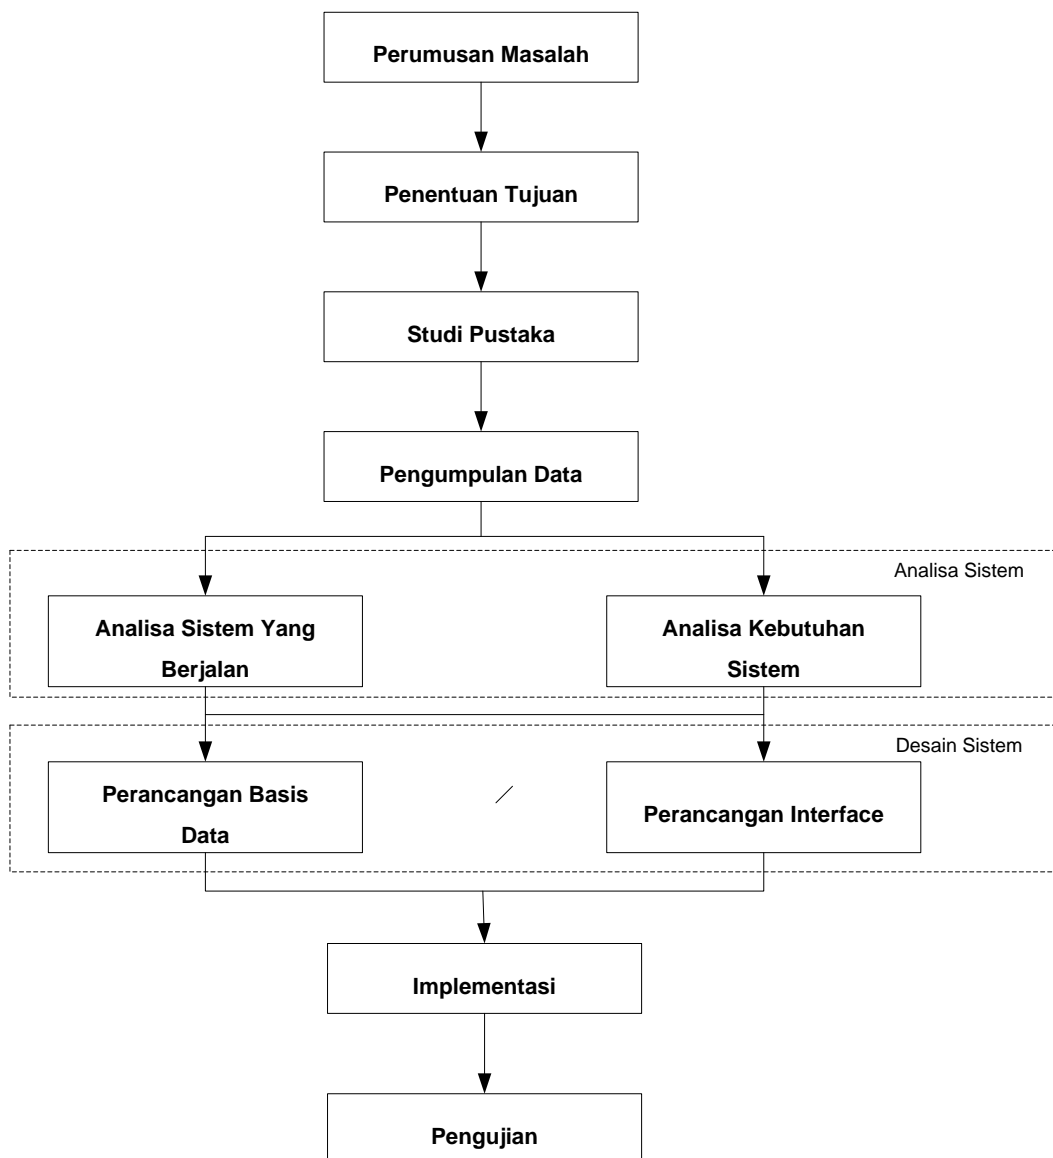 Perumusan Masalah
Penentuan Tujuan
Studi Pustaka
Pengumpulan Data
Analisa Sistem
Analisa Sistem Yang
Berjalan
Analisa Kebutuhan
Sistem
Desain Sistem
Perancangan Basis
Data
Perancangan Interface
Implementasi
Pengujian